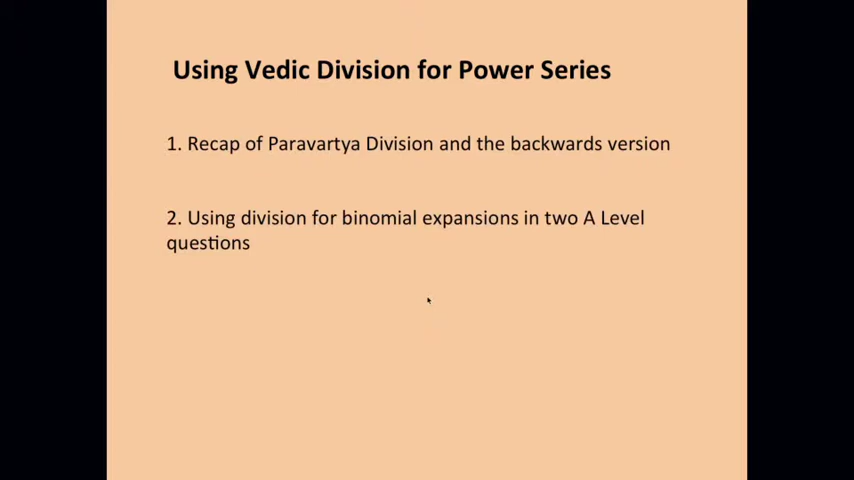 Using Vedic Division for Power Series
1. Recap of Paravartya Division and the backwards version
2. Using division for binomial expansions in two A Level
questions